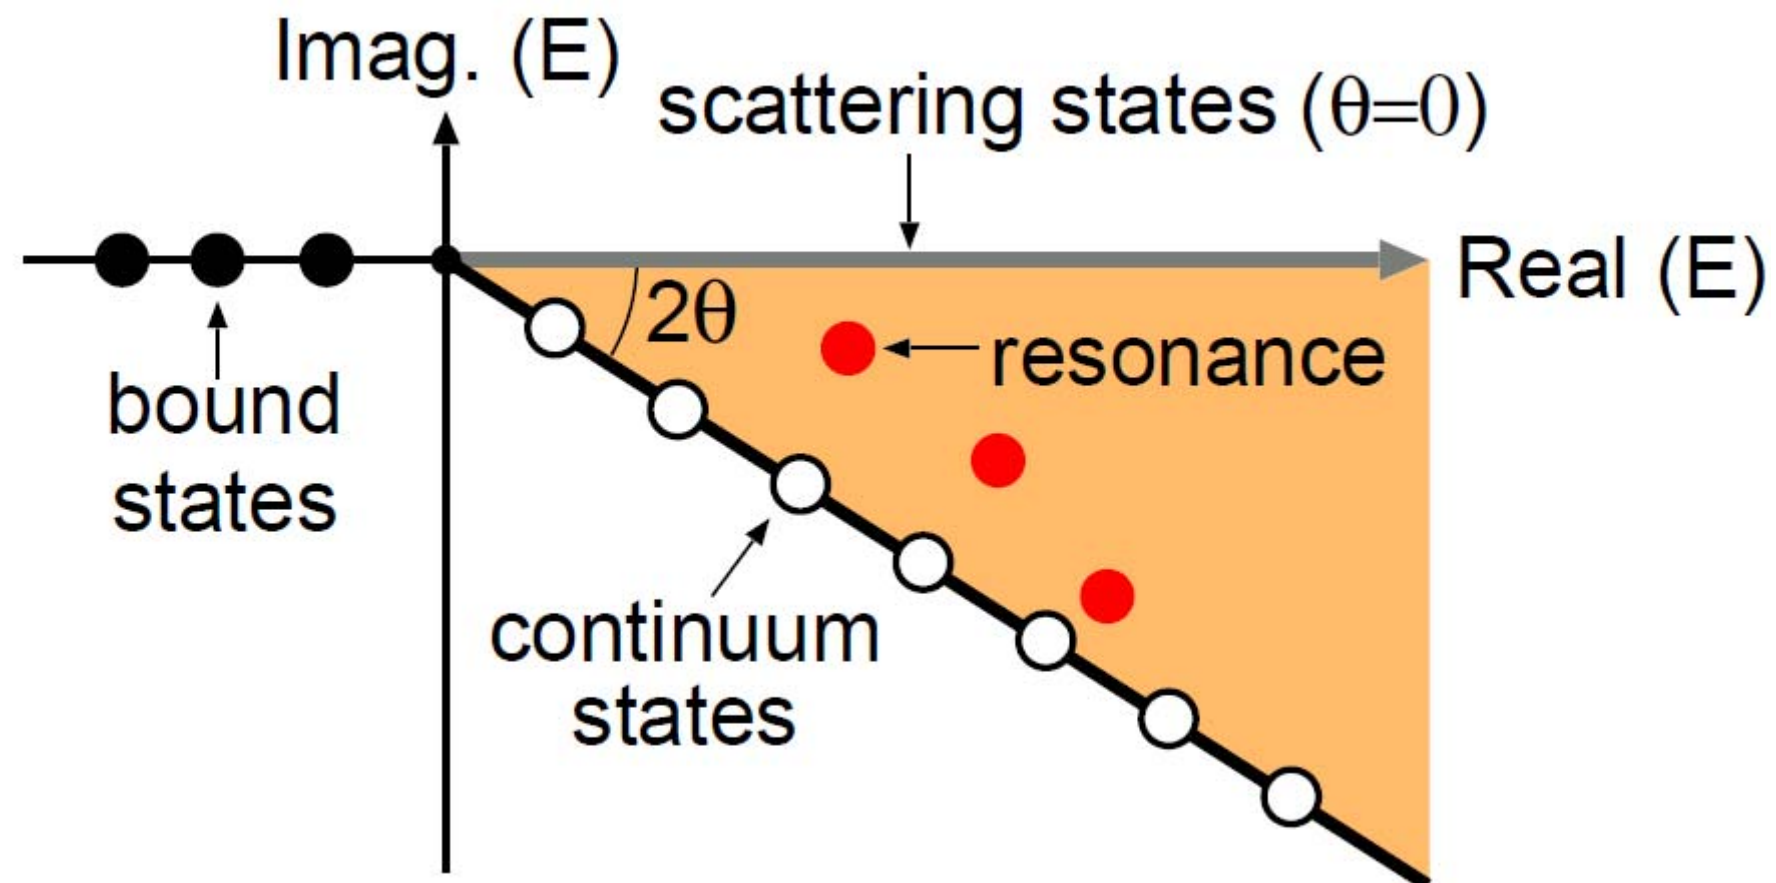 Imag. (E)
scattering states (θ=0)
Real (E)
2θ
resonance
bound
states
continuum
states